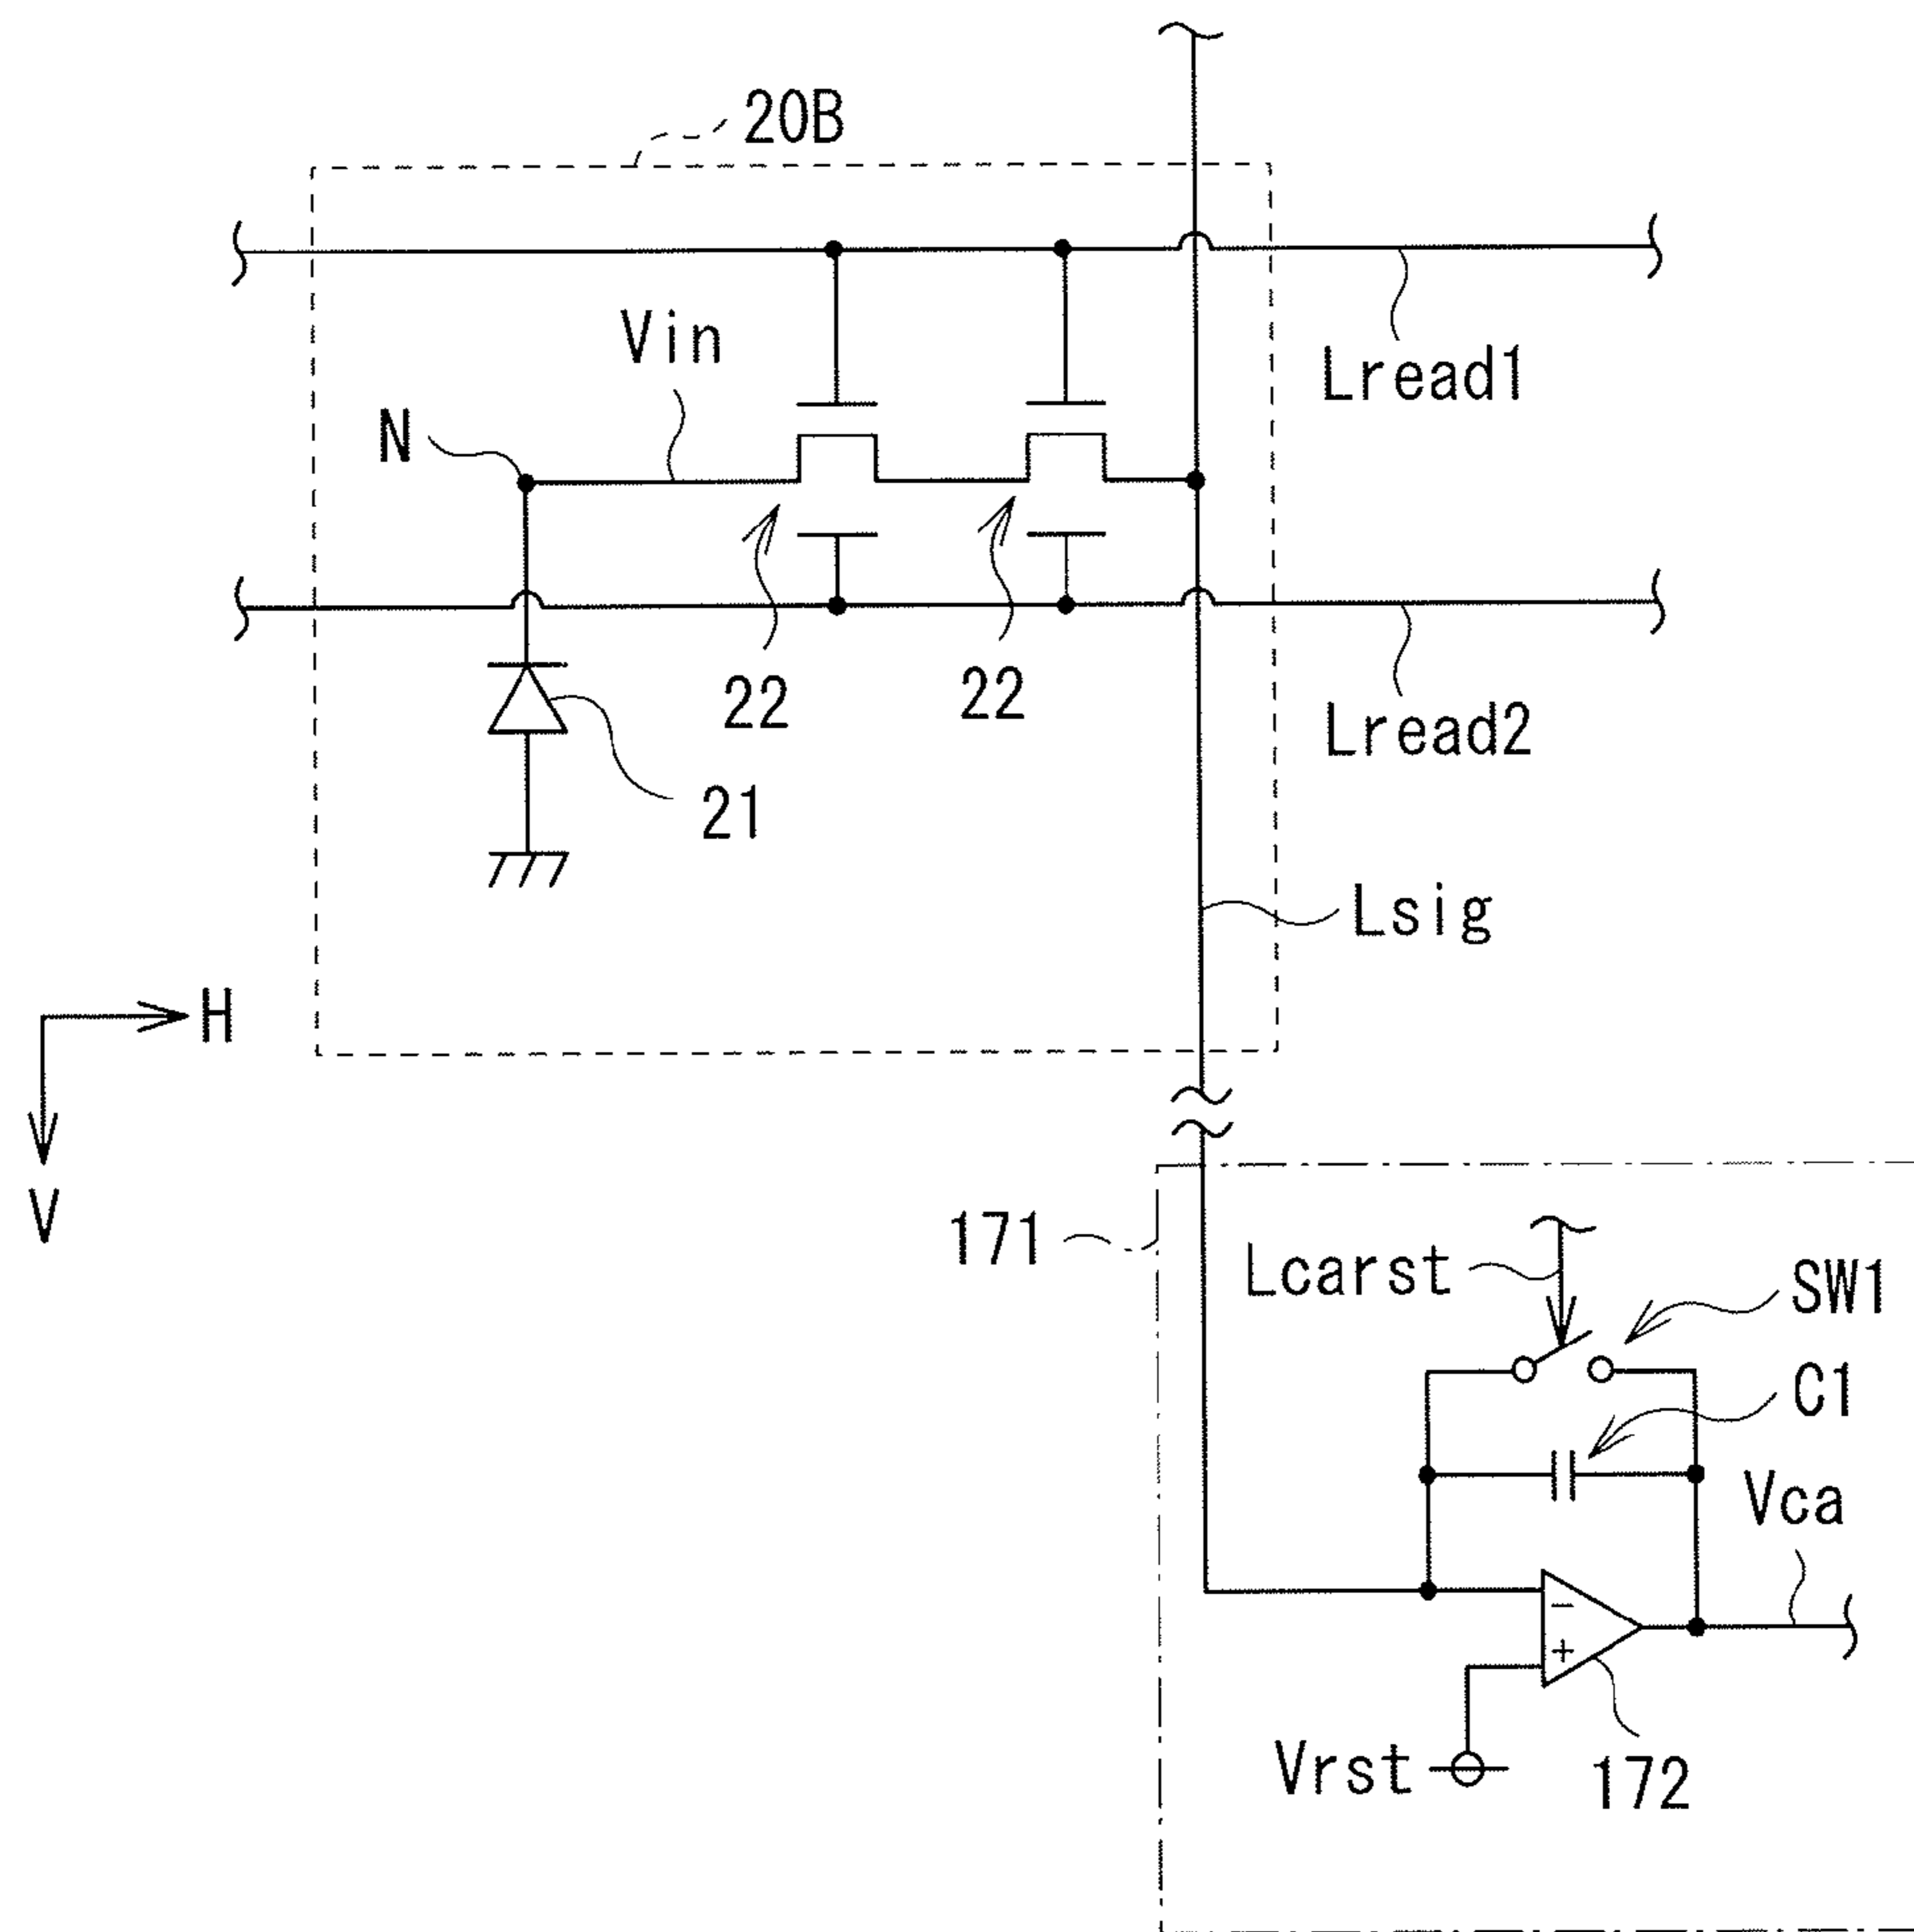 20B
Vin
N
Lread1
22
22
Lread2
21
Lsig
H
V
171
Lcarst
SW1
C1
Vca
−
+
Vrst
172